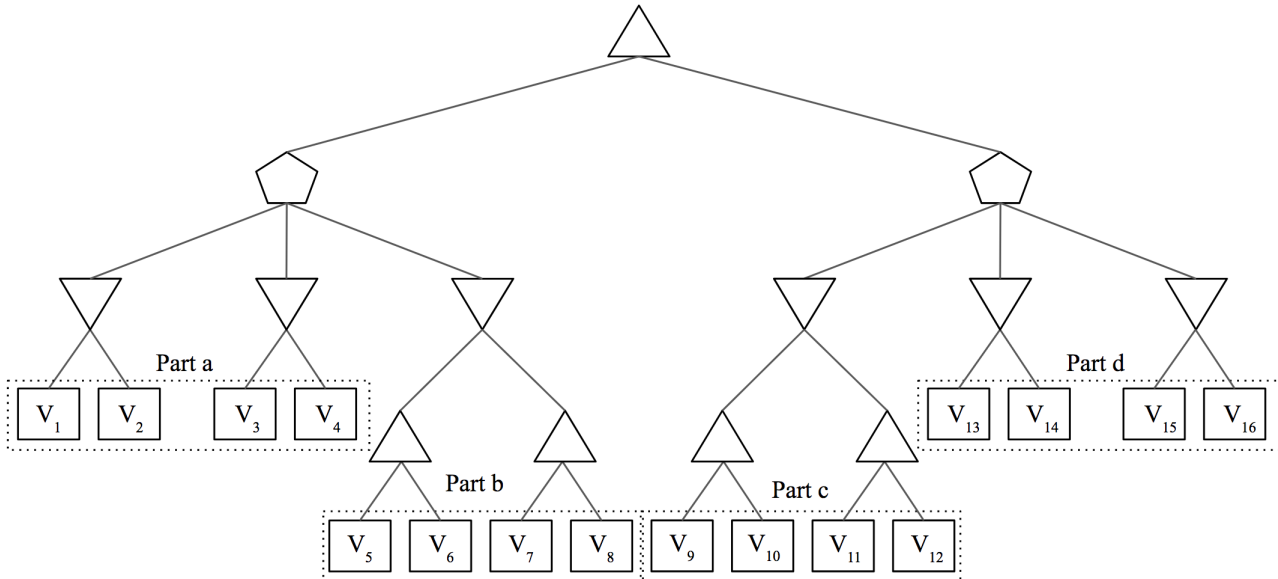 Part a
Part d
V1 V2 V3 V4
V13 V14 V15 V16
Part b
Part c
V5 V6 V7 V8 V9 V10 V11 V12